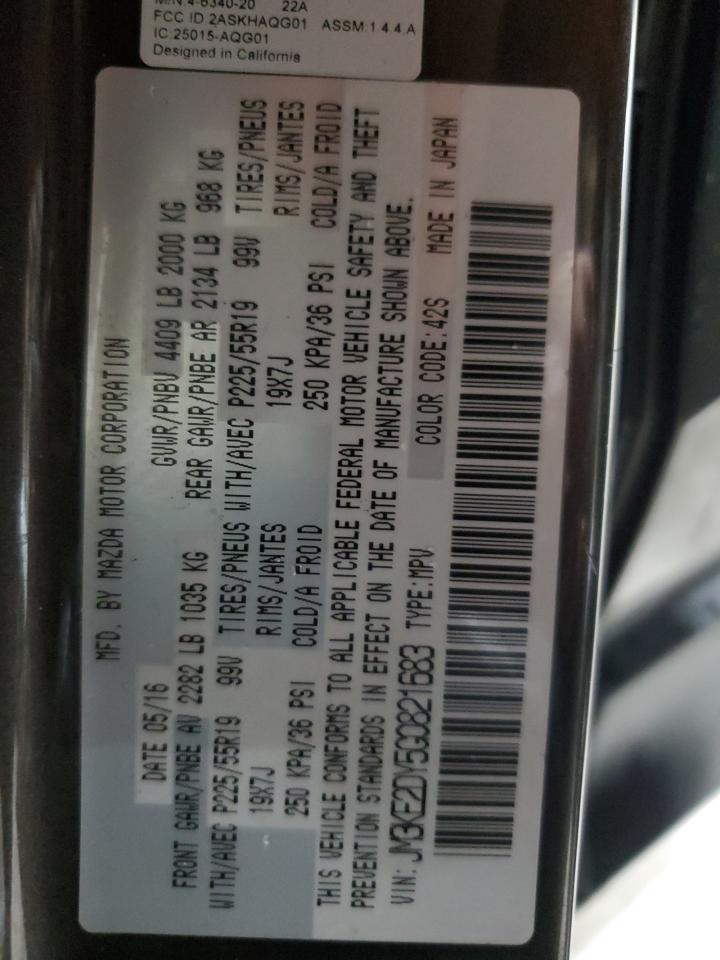 M/N:4-6340-20 22A
FCC ID:2ASKHAQG01 ASSM:1 4.4.A
IC:25015-AQG01
Designed in California
MFD. BY MAZDA MOTOR CORPORATION
DATE 05/16 GVWR/PNBV 4409 LB 2000 KG
FRONT GAWR/PNBE AV 2282 LB 1035 KG REAR GAWR/PNBE AR 2134 LB 968 KG
WITH/AVEC P225/55R19 99V TIRES/PNEUS WITH/AVEC P225/55R19 99V TIRES/PNEUS
19X7J RIMS/JANTES 19X7J RIMS/JANTES
250 KPA/36 PSI COLD/A FROID 250 KPA/36 PSI COLD/A FROID
THIS VEHICLE CONFORMS TO ALL APPLICABLE FEDERAL MOTOR VEHICLE SAFETY AND THEFT
PREVENTION STANDARDS IN EFFECT ON THE DATE OF MANUFACTURE SHOWN ABOVE.
VIN: JM3KE2DY5G0821683 TYPE:MPV COLOR CODE:42S MADE IN JAPAN